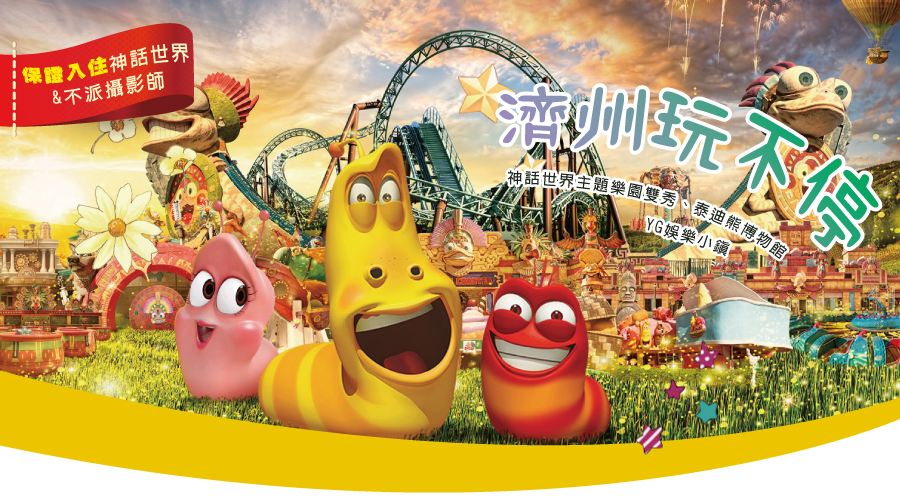 保證入住神話世界
&不派攝影師
濟州玩不停
神話世界主題樂園雙秀、泰迪熊博物館
YG娛樂小鎮